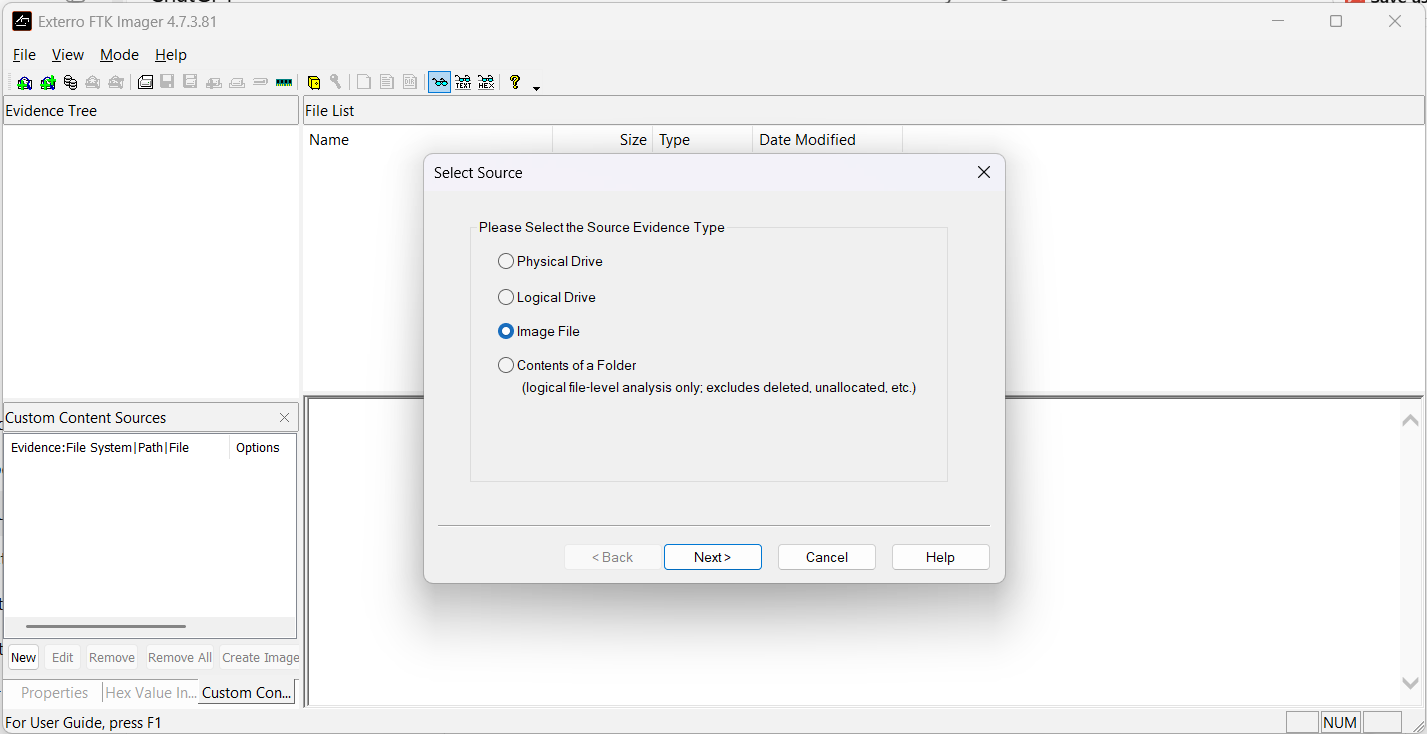 Exterro FTK Imager 4.7.3.81
File View Mode Help
TEXT HEX
Evidence Tree
File List
Name Size Type Date Modified
Select Source
Please Select the Source Evidence Type
Physical Drive
Logical Drive
Image File
Contents of a Folder
(logical file-level analysis only; excludes deleted, unallocated, etc.)
< Back Next > Cancel Help
Custom Content Sources
Evidence:File System|Path|File Options
New Edit Remove Remove All Create Image
Properties Hex Value In... Custom Con...
For User Guide, press F1
NUM